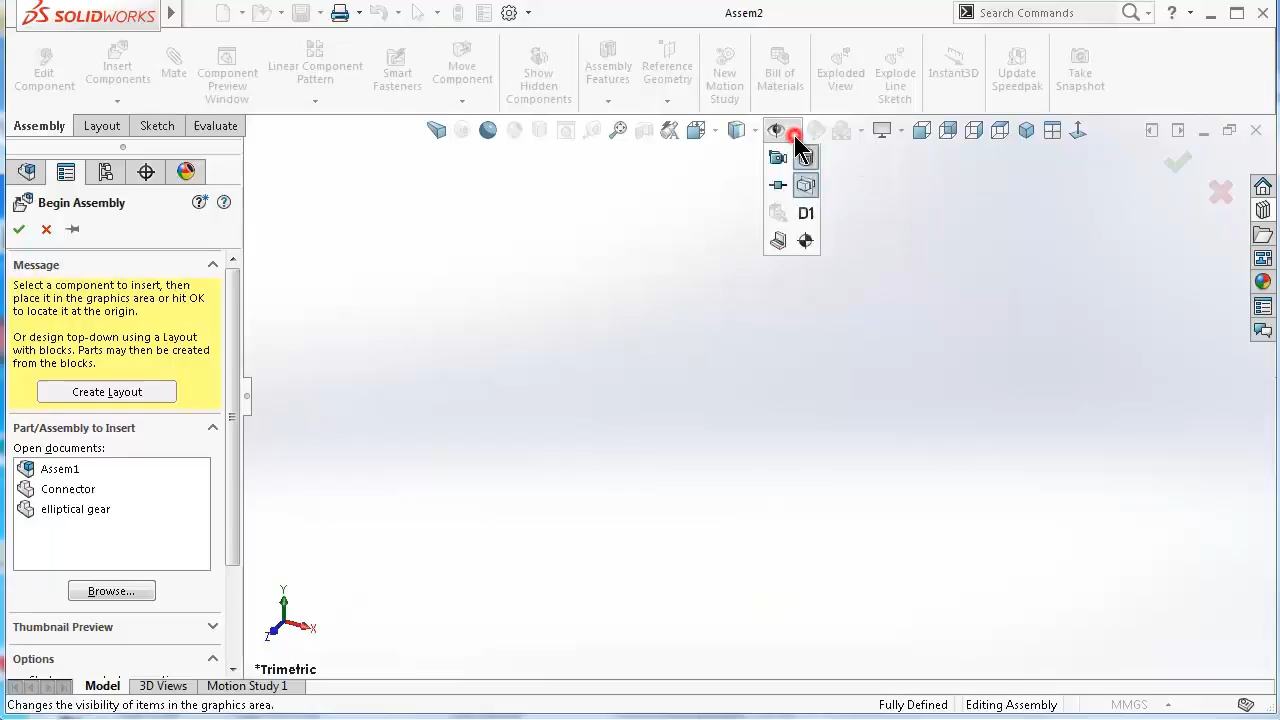 SOLIDWORKS
Assem2
Search Commands
?
Edit
Component
Insert
Components
Mate
Component
Preview
Window
Linear Component
Pattern
Smart
Fasteners
Move
Component
Show
Hidden
Components
Assembly
Features
Reference
Geometry
New
Motion
Study
Bill of
Materials
Exploded
View
Explode
Line
Sketch
Instant3D
Update
Speedpak
Take
Snapshot
Assembly
Layout
Sketch
Evaluate
D1
Begin Assembly
Message
Select a component to insert, then
place it in the graphics area or hit OK
to locate it at the origin.
Or design top-down using a Layout
with blocks. Parts may then be created
from the blocks.
Create Layout
Part/Assembly to Insert
Open documents:
Assem1
Connector
elliptical gear
Browse...
Thumbnail Preview
Options
Y
X
Z
*Trimetric
Model
3D Views
Motion Study 1
Changes the visibility of items in the graphics area.
Fully Defined
Editing Assembly
MMGS